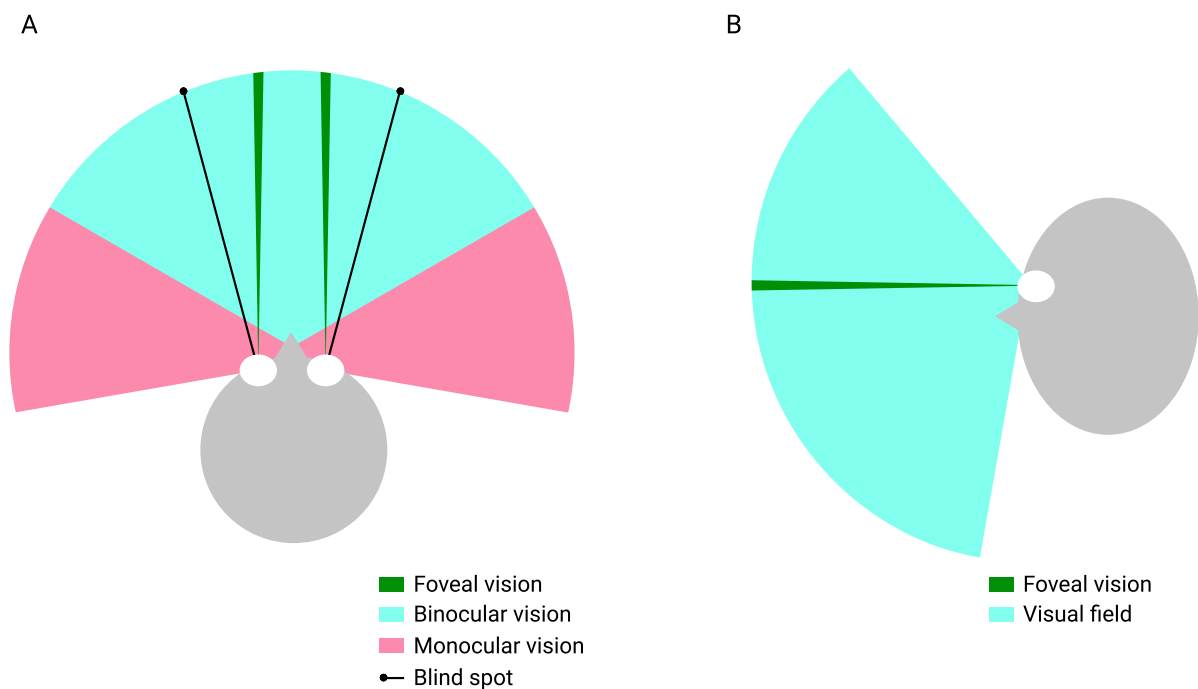 A
B
Foveal vision
Binocular vision
Monocular vision
Blind spot
Foveal vision
Visual field